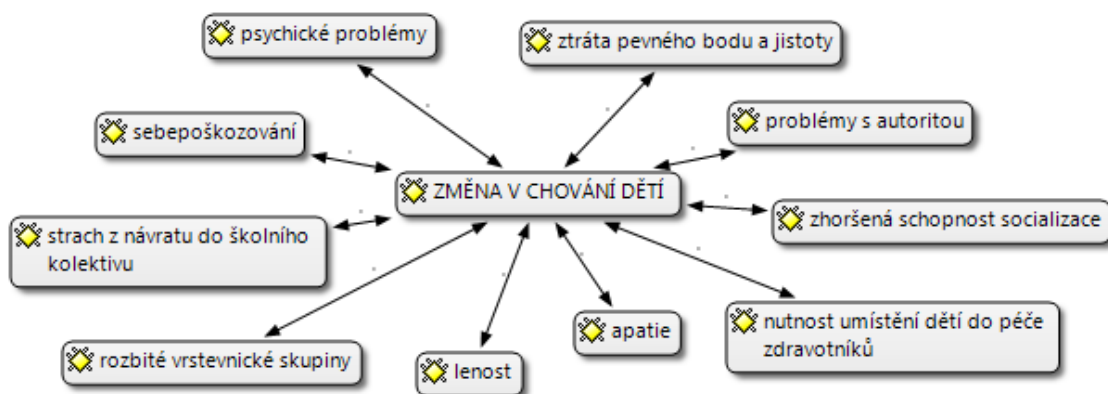 psychické problémy
ztráta pevného bodu a jistoty
sebepoškozování
problémy s autoritou
ZMĚNA V CHOVÁNÍ DĚTÍ
strach z návratu do školního
kolektivu
zhoršená schopnost socializace
rozbité vrstevnické skupiny
lenost
apatie
nutnost umístění dětí do péče
zdravotníků